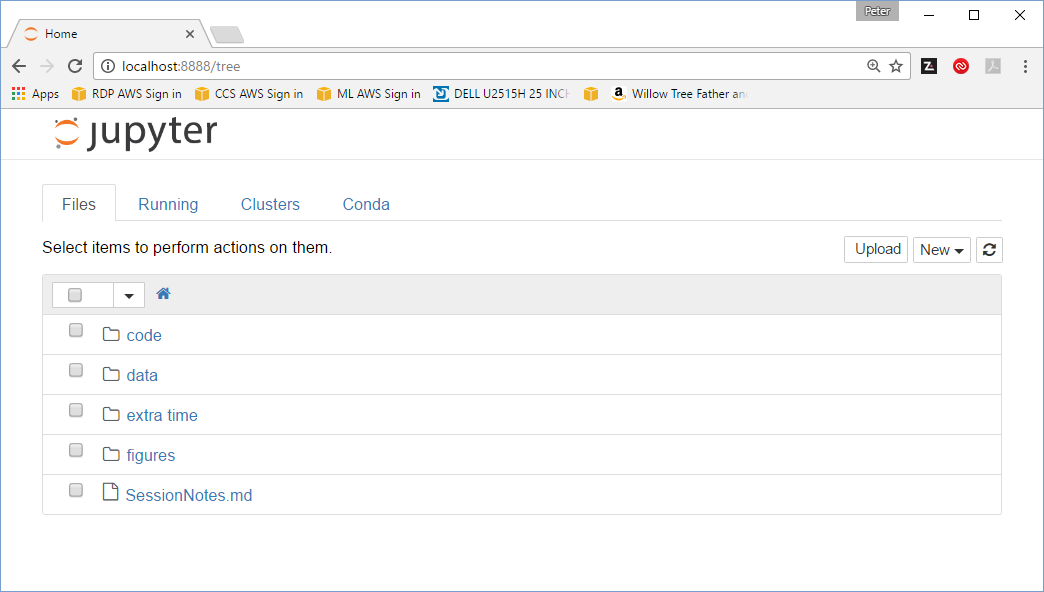 Peter
Home
localhost:8888/tree
Apps RDP AWS Sign in CCS AWS Sign in ML AWS Sign in DELL U2515H 25 INCH Willow Tree Father an
jupyter
Files Running Clusters Conda
Select items to perform actions on them. Upload New
code
data
extra time
figures
SessionNotes.md